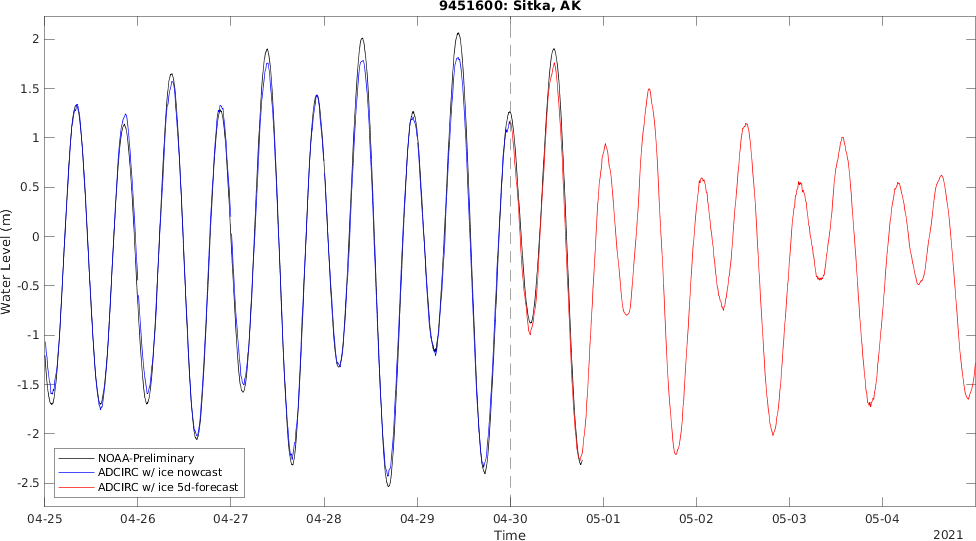 9451600: Sitka, AK
Water Level (m)
2
1.5
1
0.5
0
-0.5
-1
-1.5
-2
-2.5
NOAA-Preliminary
ADCIRC w/ ice nowcast
ADCIRC w/ ice 5d-forecast
04-25 04-26 04-27 04-28 04-29 04-30 05-01 05-02 05-03 05-04
Time
2021